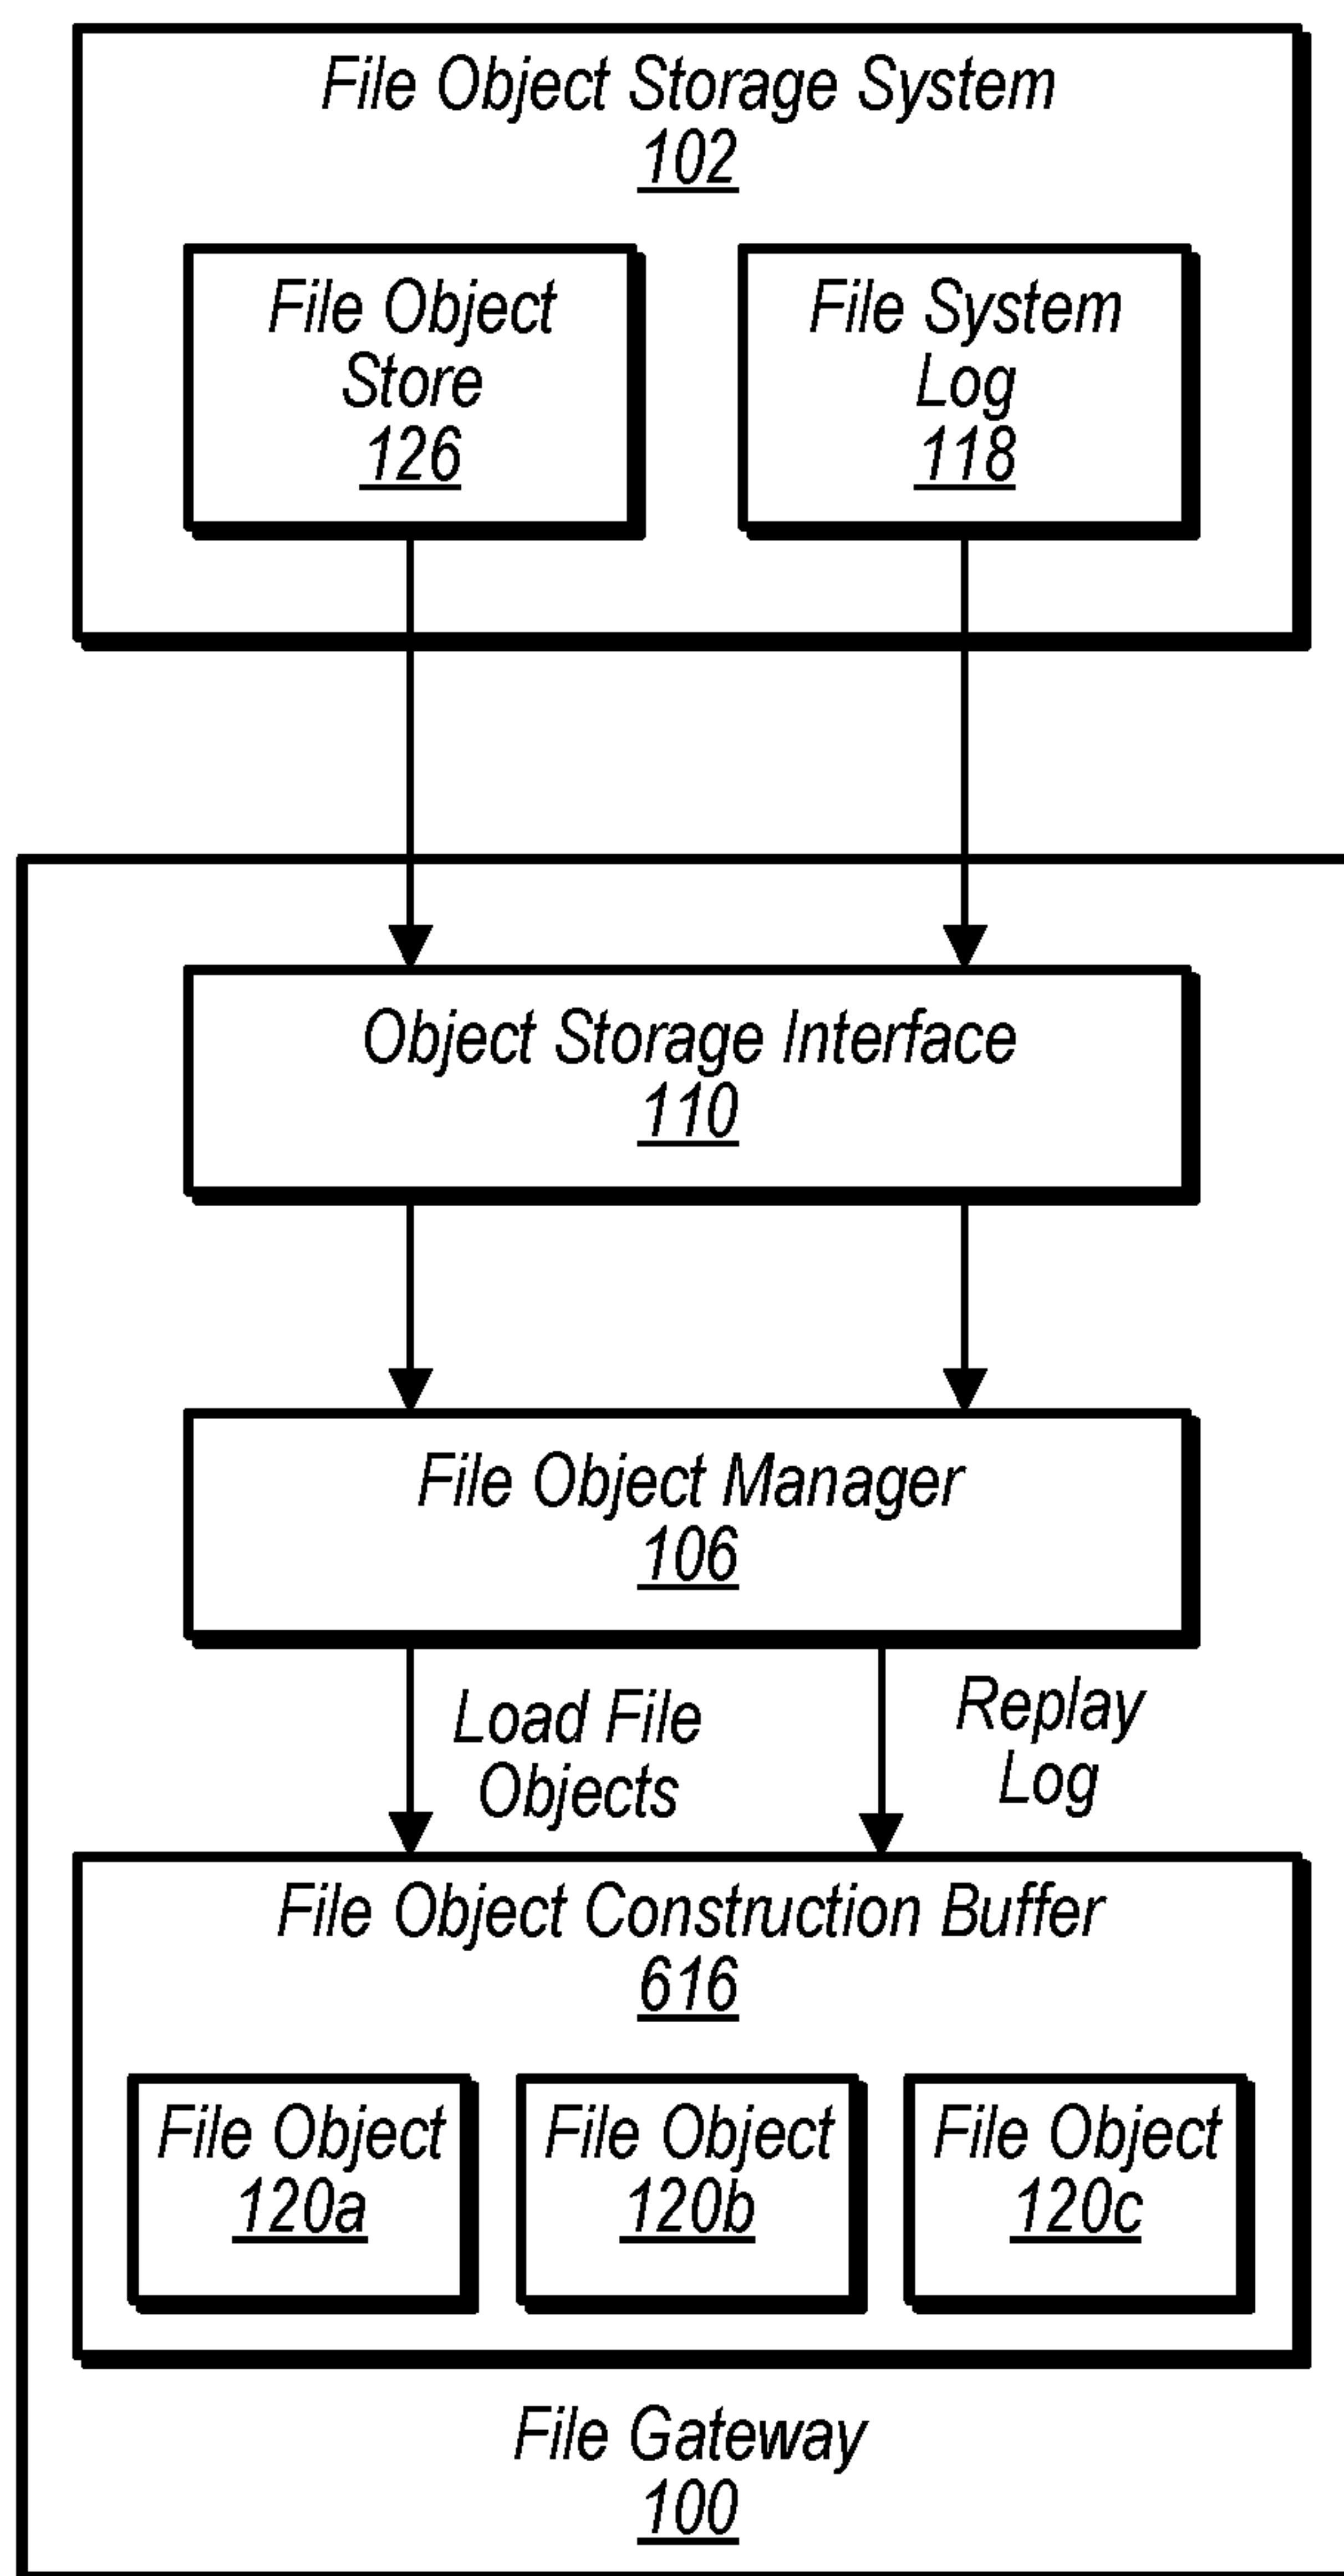 File Object Storage System
102
File Object
Store
126
File System
Log
118
Object Storage Interface
110
File Object Manager
106
Load File
Objects
Replay
Log
File Object Construction Buffer
616
File Object
120a
File Object
120b
File Object
120c
File Gateway
100